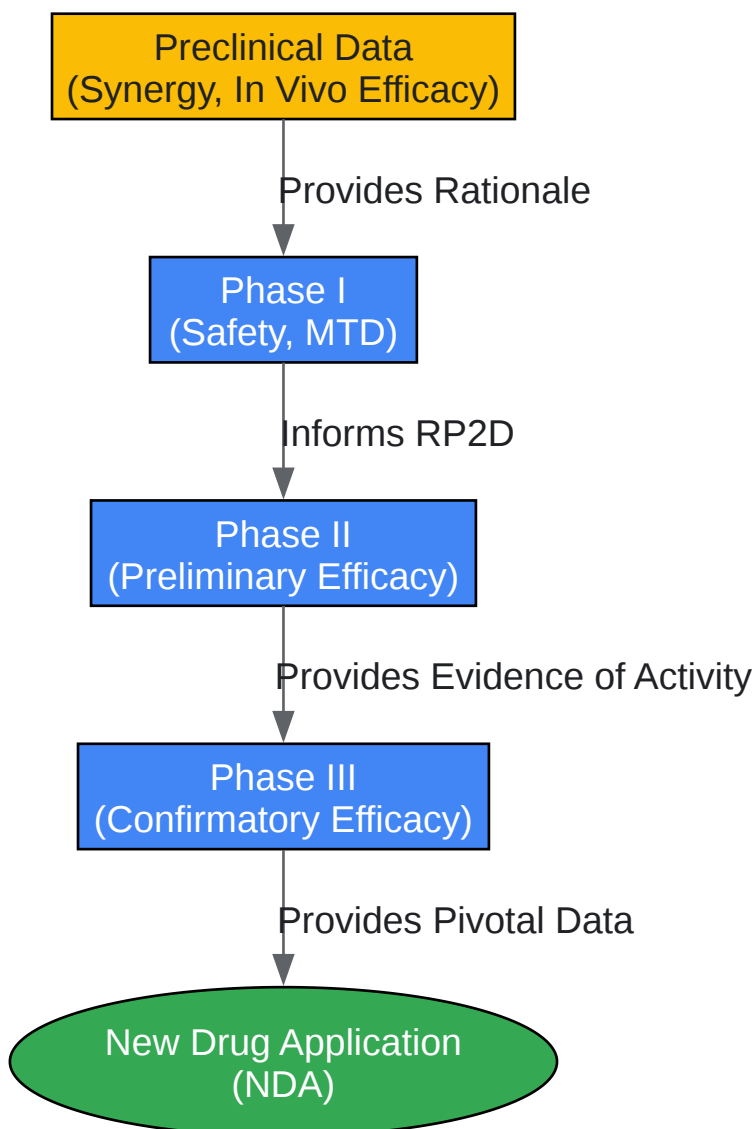 Preclinical Data
(Synergy, In Vivo Efficacy)
Provides Rationale
Phase I
(Safety, MTD)
Informs RP2D
Phase II
(Preliminary Efficacy)
Provides Evidence of Activity
Phase III
(Confirmatory Efficacy)
Provides Pivotal Data
New Drug Application
(NDA)